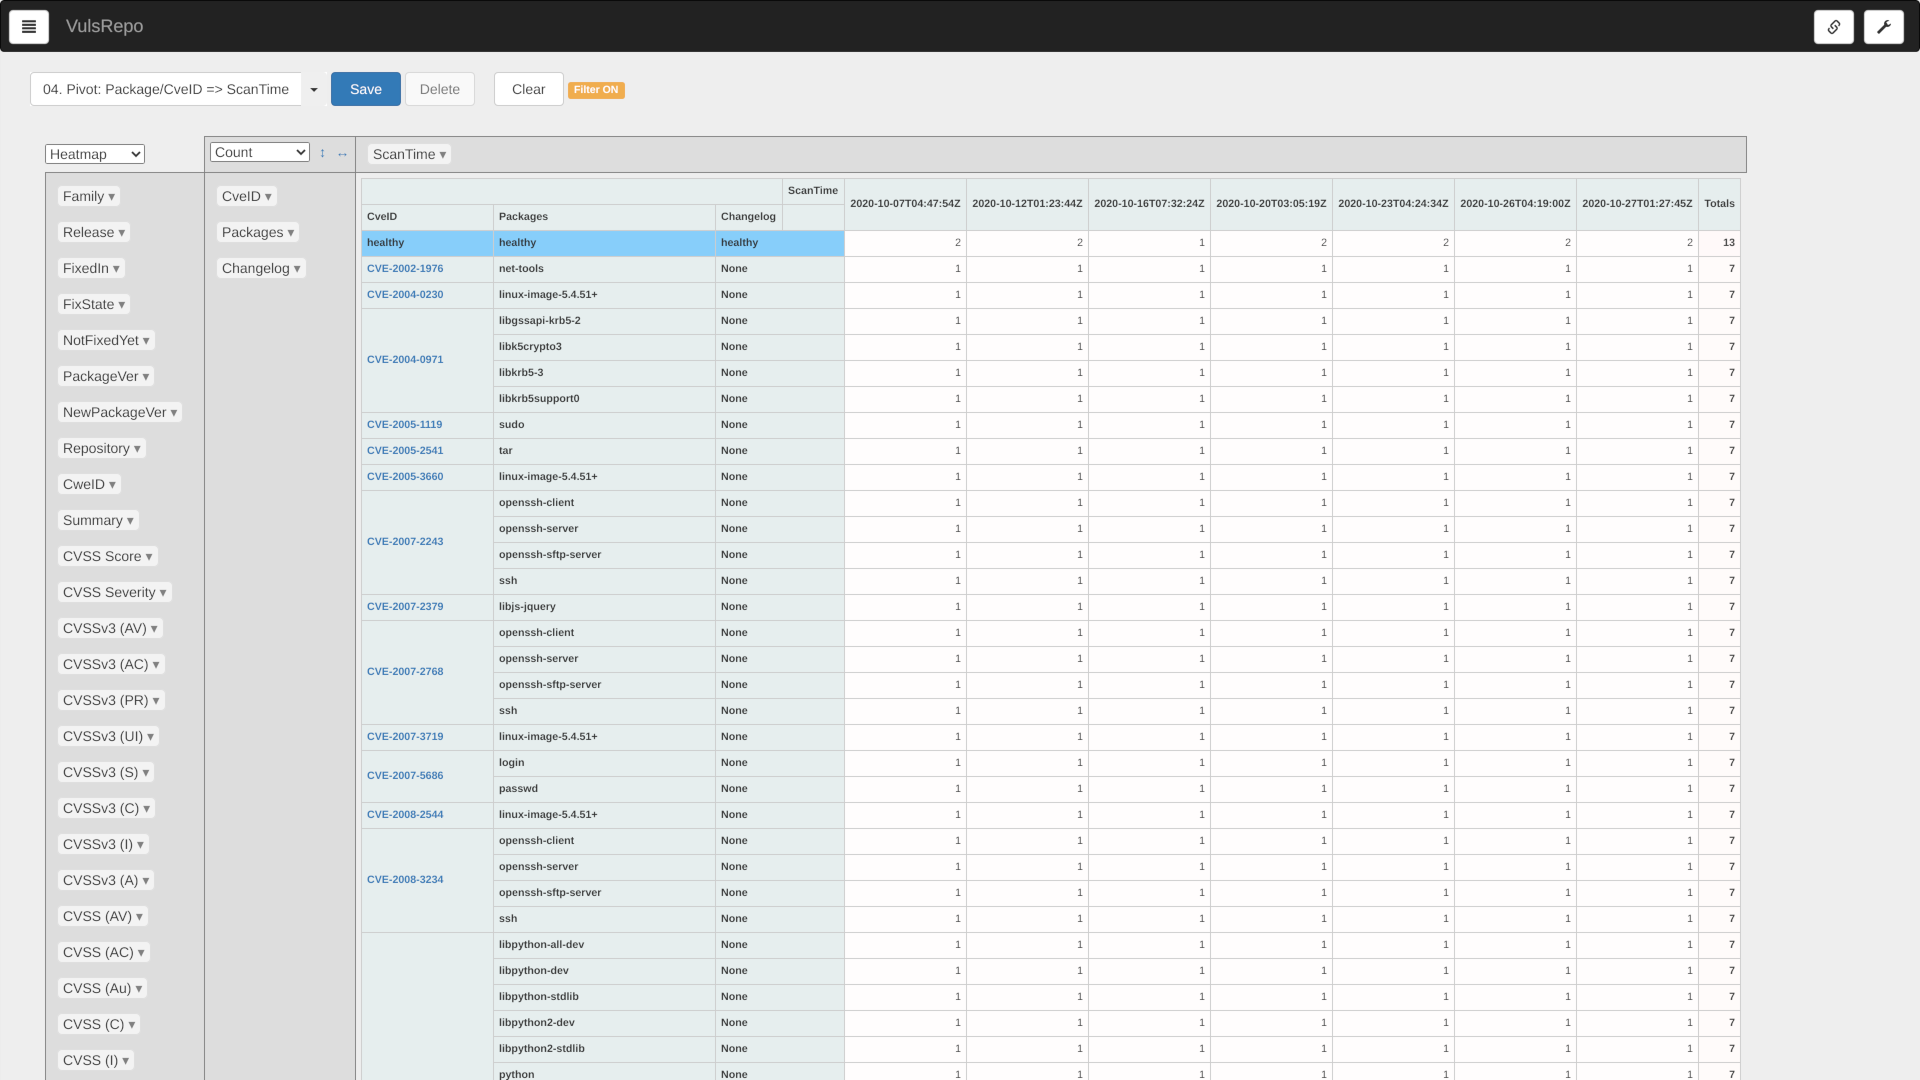 VulsRepo
04. Pivot: Package/CveID => ScanTime Save Delete Clear Filter ON
Heatmap Count ↕ ↔ ScanTime ▾
Family ▾
Release ▾
FixedIn ▾
FixState ▾
NotFixedYet ▾
PackageVer ▾
NewPackageVer ▾
Repository ▾
CweID ▾
Summary ▾
CVSS Score ▾
CVSS Severity ▾
CVSSv3 (AV) ▾
CVSSv3 (AC) ▾
CVSSv3 (PR) ▾
CVSSv3 (UI) ▾
CVSSv3 (S) ▾
CVSSv3 (C) ▾
CVSSv3 (I) ▾
CVSSv3 (A) ▾
CVSS (AV) ▾
CVSS (AC) ▾
CVSS (Au) ▾
CVSS (C) ▾
CVSS (I) ▾
CveID ▾
Packages ▾
Changelog ▾
ScanTime 2020-10-07T04:47:54Z 2020-10-12T01:23:44Z 2020-10-16T07:32:24Z 2020-10-20T03:05:19Z 2020-10-23T04:24:34Z 2020-10-26T04:19:00Z 2020-10-27T01:27:45Z Totals
CveID Packages Changelog
healthy healthy healthy 2 2 1 2 2 2 2 13
CVE-2002-1976 net-tools None 1 1 1 1 1 1 1 7
CVE-2004-0230 linux-image-5.4.51+ None 1 1 1 1 1 1 1 7
CVE-2004-0971 libgssapi-krb5-2 None 1 1 1 1 1 1 1 7
libk5crypto3 None 1 1 1 1 1 1 1 7
libkrb5-3 None 1 1 1 1 1 1 1 7
libkrb5support0 None 1 1 1 1 1 1 1 7
CVE-2005-1119 sudo None 1 1 1 1 1 1 1 7
CVE-2005-2541 tar None 1 1 1 1 1 1 1 7
CVE-2005-3660 linux-image-5.4.51+ None 1 1 1 1 1 1 1 7
CVE-2007-2243 openssh-client None 1 1 1 1 1 1 1 7
openssh-server None 1 1 1 1 1 1 1 7
openssh-sftp-server None 1 1 1 1 1 1 1 7
ssh None 1 1 1 1 1 1 1 7
CVE-2007-2379 libjs-jquery None 1 1 1 1 1 1 1 7
CVE-2007-2768 openssh-client None 1 1 1 1 1 1 1 7
openssh-server None 1 1 1 1 1 1 1 7
openssh-sftp-server None 1 1 1 1 1 1 1 7
ssh None 1 1 1 1 1 1 1 7
CVE-2007-3719 linux-image-5.4.51+ None 1 1 1 1 1 1 1 7
CVE-2007-5686 login None 1 1 1 1 1 1 1 7
passwd None 1 1 1 1 1 1 1 7
CVE-2008-2544 linux-image-5.4.51+ None 1 1 1 1 1 1 1 7
CVE-2008-3234 openssh-client None 1 1 1 1 1 1 1 7
openssh-server None 1 1 1 1 1 1 1 7
openssh-sftp-server None 1 1 1 1 1 1 1 7
ssh None 1 1 1 1 1 1 1 7
libpython-all-dev None 1 1 1 1 1 1 1 7
libpython-dev None 1 1 1 1 1 1 1 7
libpython-stdlib None 1 1 1 1 1 1 1 7
libpython2-dev None 1 1 1 1 1 1 1 7
libpython2-stdlib None 1 1 1 1 1 1 1 7
python None 1 1 1 1 1 1 1 7